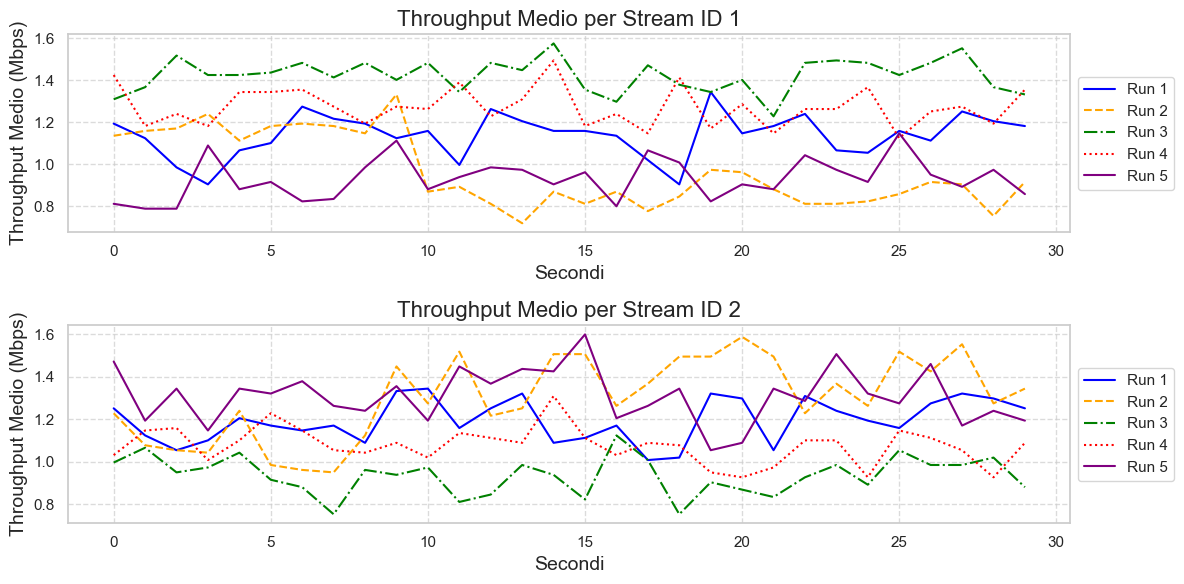 Throughput Medio per Stream ID 1
Throughput Medio (Mbps)
1.6
1.4
1.2
1.0
0.8
0 5 10 15 20 25 30
Secondi
Run 1
Run 2
Run 3
Run 4
Run 5
Throughput Medio per Stream ID 2
Throughput Medio (Mbps)
1.6
1.4
1.2
1.0
0.8
0 5 10 15 20 25 30
Secondi
Run 1
Run 2
Run 3
Run 4
Run 5